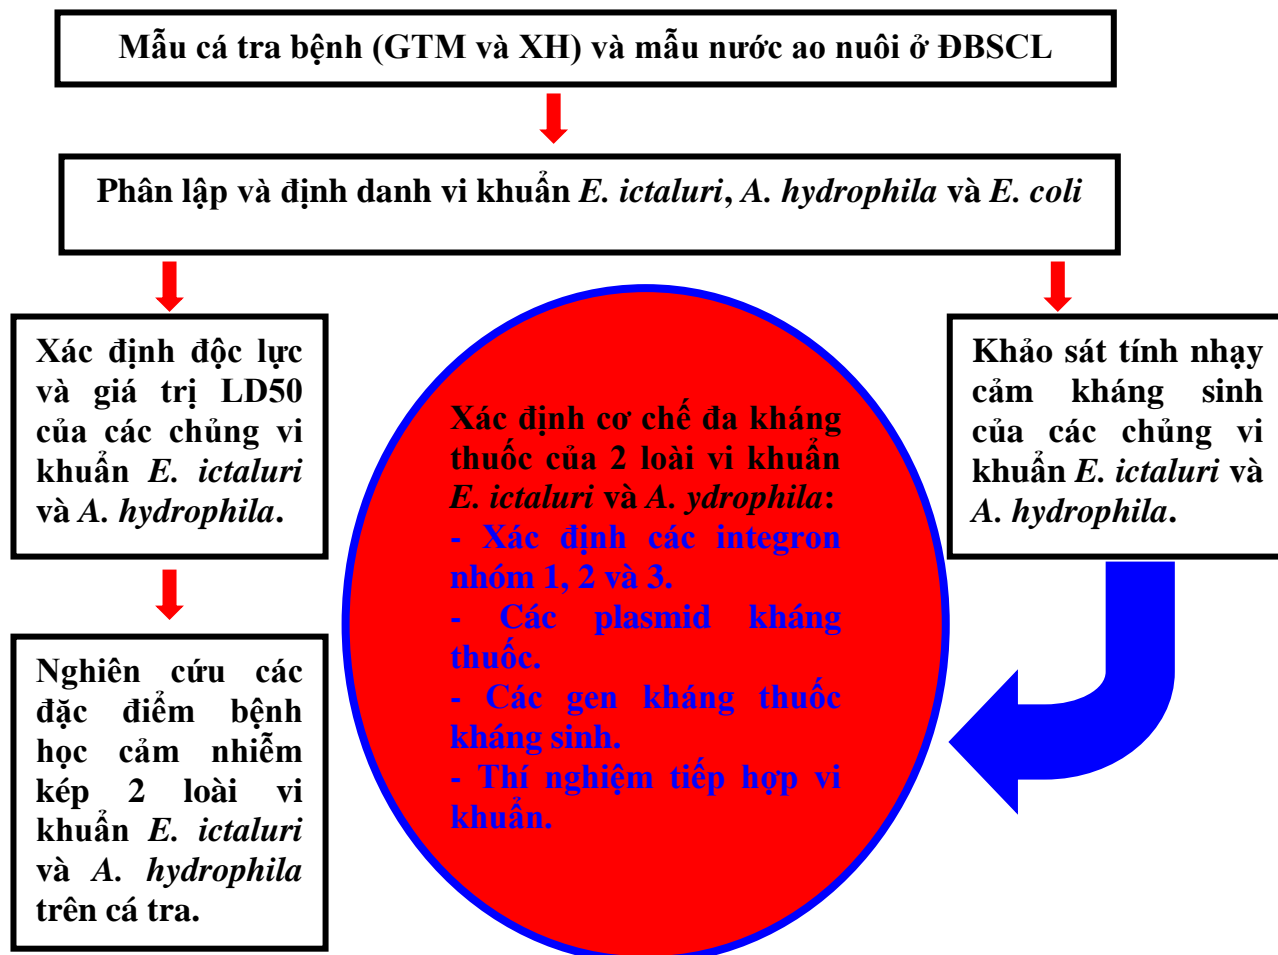 Mẫu cá tra bệnh (GTM và XH) và mẫu nước ao nuôi ở ĐBSCL
Phân lập và định danh vi khuẩn E. ictaluri, A. hydrophila và E. coli
Xác định độc lực
và giá trị LD50
của các chủng vi
khuẩn E. ictaluri
và A. hydrophila.
Nghiên cứu các
đặc điểm bệnh
học cảm nhiễm
kép 2 loài vi
khuẩn E. ictaluri
và A. hydrophila
trên cá tra.
Xác định cơ chế đa kháng
thuốc của 2 loài vi khuẩn
E. ictaluri và A. ydrophila:
- Xác định các integron
nhóm 1, 2 và 3.
- Các plasmid kháng
thuốc.
- Các gen kháng thuốc
kháng sinh.
- Thí nghiệm tiếp hợp vi
khuẩn.
Khảo sát tính nhạy
cảm kháng sinh
của các chủng vi
khuẩn E. ictaluri và
A. hydrophila.